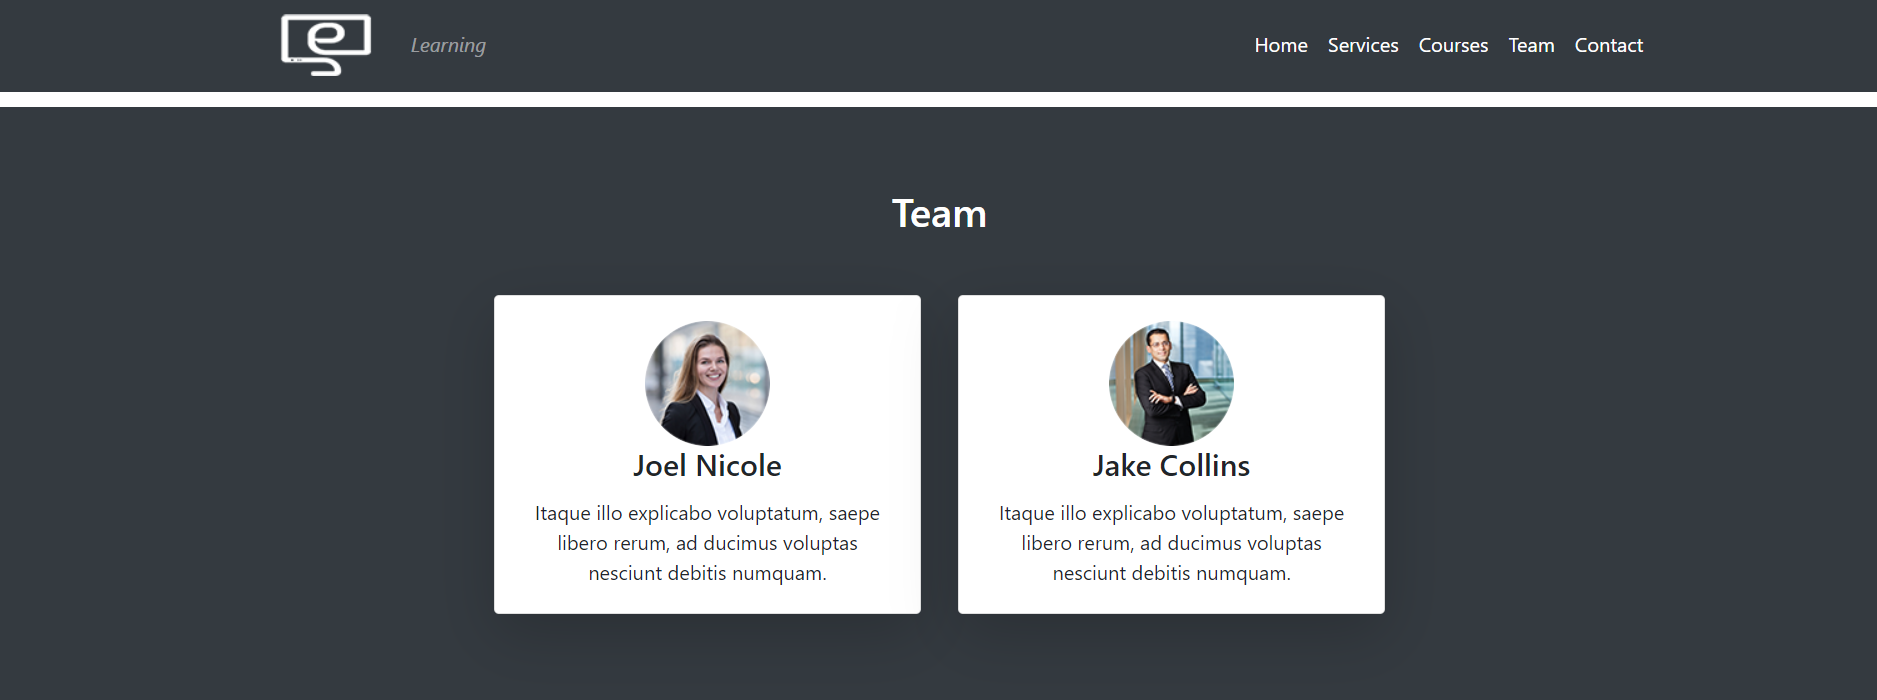 e Learning
Home Services Courses Team Contact
Team
Joel Nicole
Itaque illo explicabo voluptatum, saepe
libero rerum, ad ducimus voluptas
nesciunt debitis numquam.
Jake Collins
Itaque illo explicabo voluptatum, saepe
libero rerum, ad ducimus voluptas
nesciunt debitis numquam.